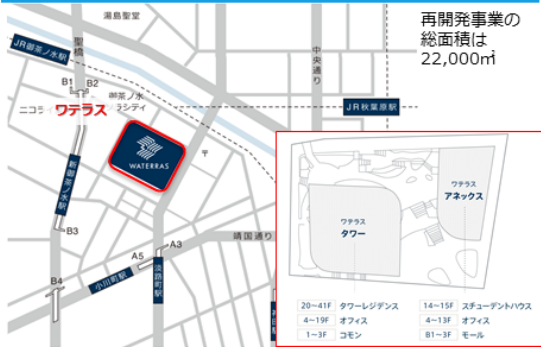 再開発事業の
総面積は
22,000㎡
湯島聖堂
JR御茶ノ水駅
聖橋
中央通り
B1
B2
御茶ノ水
ソラシティ
ニコライ
ワテラス
JR秋葉原駅
WATERRAS
〒
新御茶ノ水駅
B3
靖国通り
A3
A5
小川町駅
淡路町駅
B4
ワテラス
タワー
ワテラス
アネックス
20〜41F タワーレジデンス
4〜19F オフィス
1〜3F コモン
14〜15F スチューデントハウス
4〜13F オフィス
B1〜3F モール